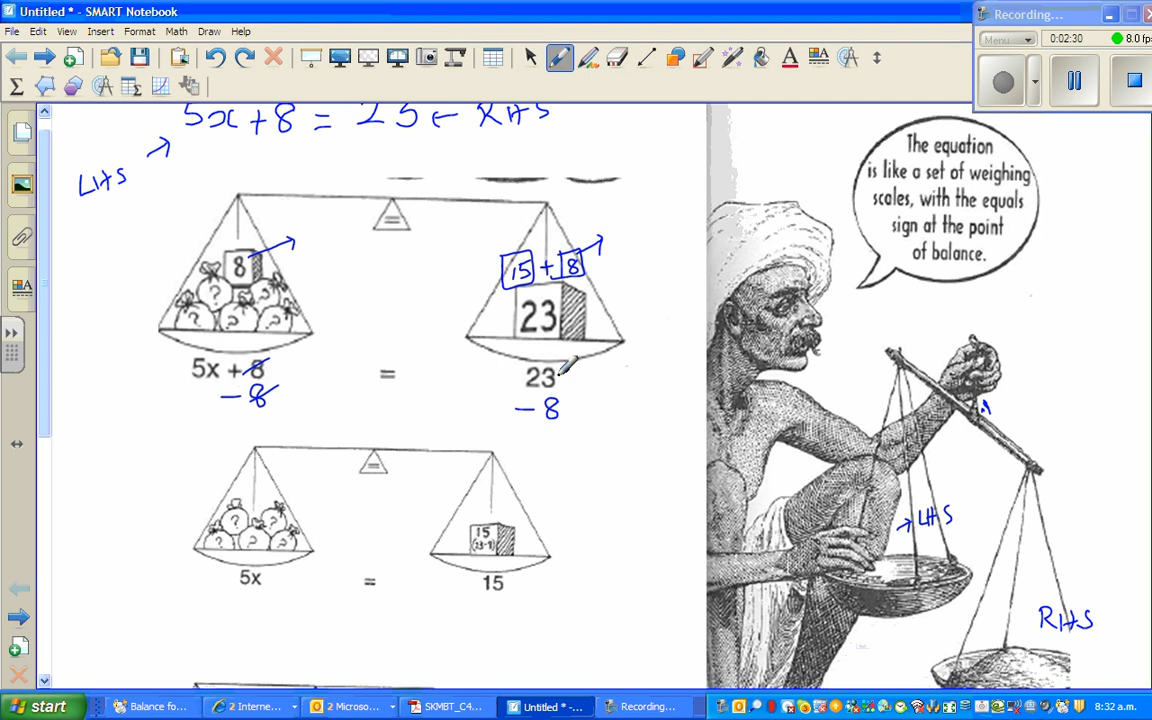 Untitled * - SMART Notebook
Recording...
File Edit View Insert Format Math Draw Help
Menu
0:02:30
8.0 fp
5x + 8 = 23 ← RHS
LHS
The equation
is like a set of weighing
scales, with the equals
sign at the point
of balance.
=
8
15 + 8
? ? ? ? ?
23
5x + 8 = 23
- 8 - 8
=
? ? ? ? ?
15
5x = 15
LHS
RHS
start
Balance fo...
2 Interne...
2 Microso...
SKMBT_C4...
Untitled * -...
Recording...
8:32 a.m.